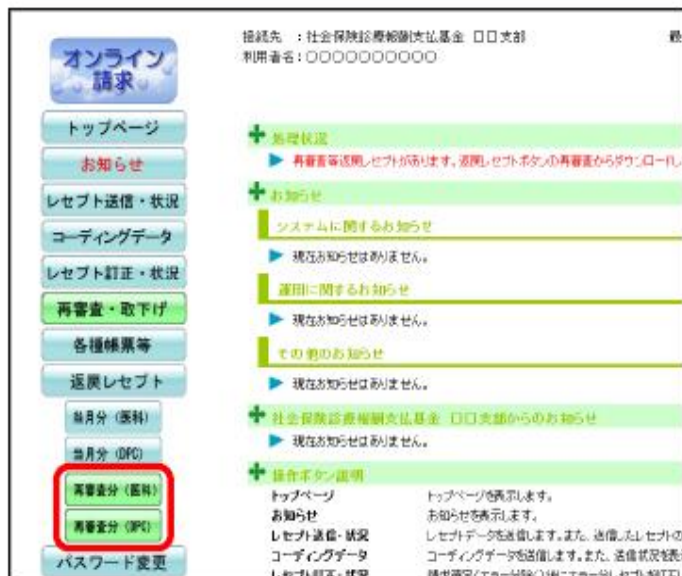 オンライン
請求
トップページ
お知らせ
レセプト送信・状況
コーディングデータ
レセプト訂正・状況
再審査・取下げ
各種帳票等
返戻レセプト
当月分（医科）
当月分（DPC）
再審査分（医科）
再審査分（DPC）
パスワード変更
接続先 ：社会保険診療報酬支払基金 □□支部
利用者名：○○○○○○○○○○
処理状況
再審査等返戻レセプトがあります。返戻レセプトボタンの再審査からダウンロードし
お知らせ
システムに関するお知らせ
現在お知らせはありません。
運用に関するお知らせ
現在お知らせはありません。
その他のお知らせ
現在お知らせはありません。
社会保険診療報酬支払基金 □□支部からのお知らせ
現在お知らせはありません。
操作ボタン説明
トップページ トップページを表示します。
お知らせ お知らせを表示します。
レセプト送信・状況 レセプトデータを送信します。また、送信したレセプトの
コーディングデータ コーディングデータを送信します。また、送信状況を表